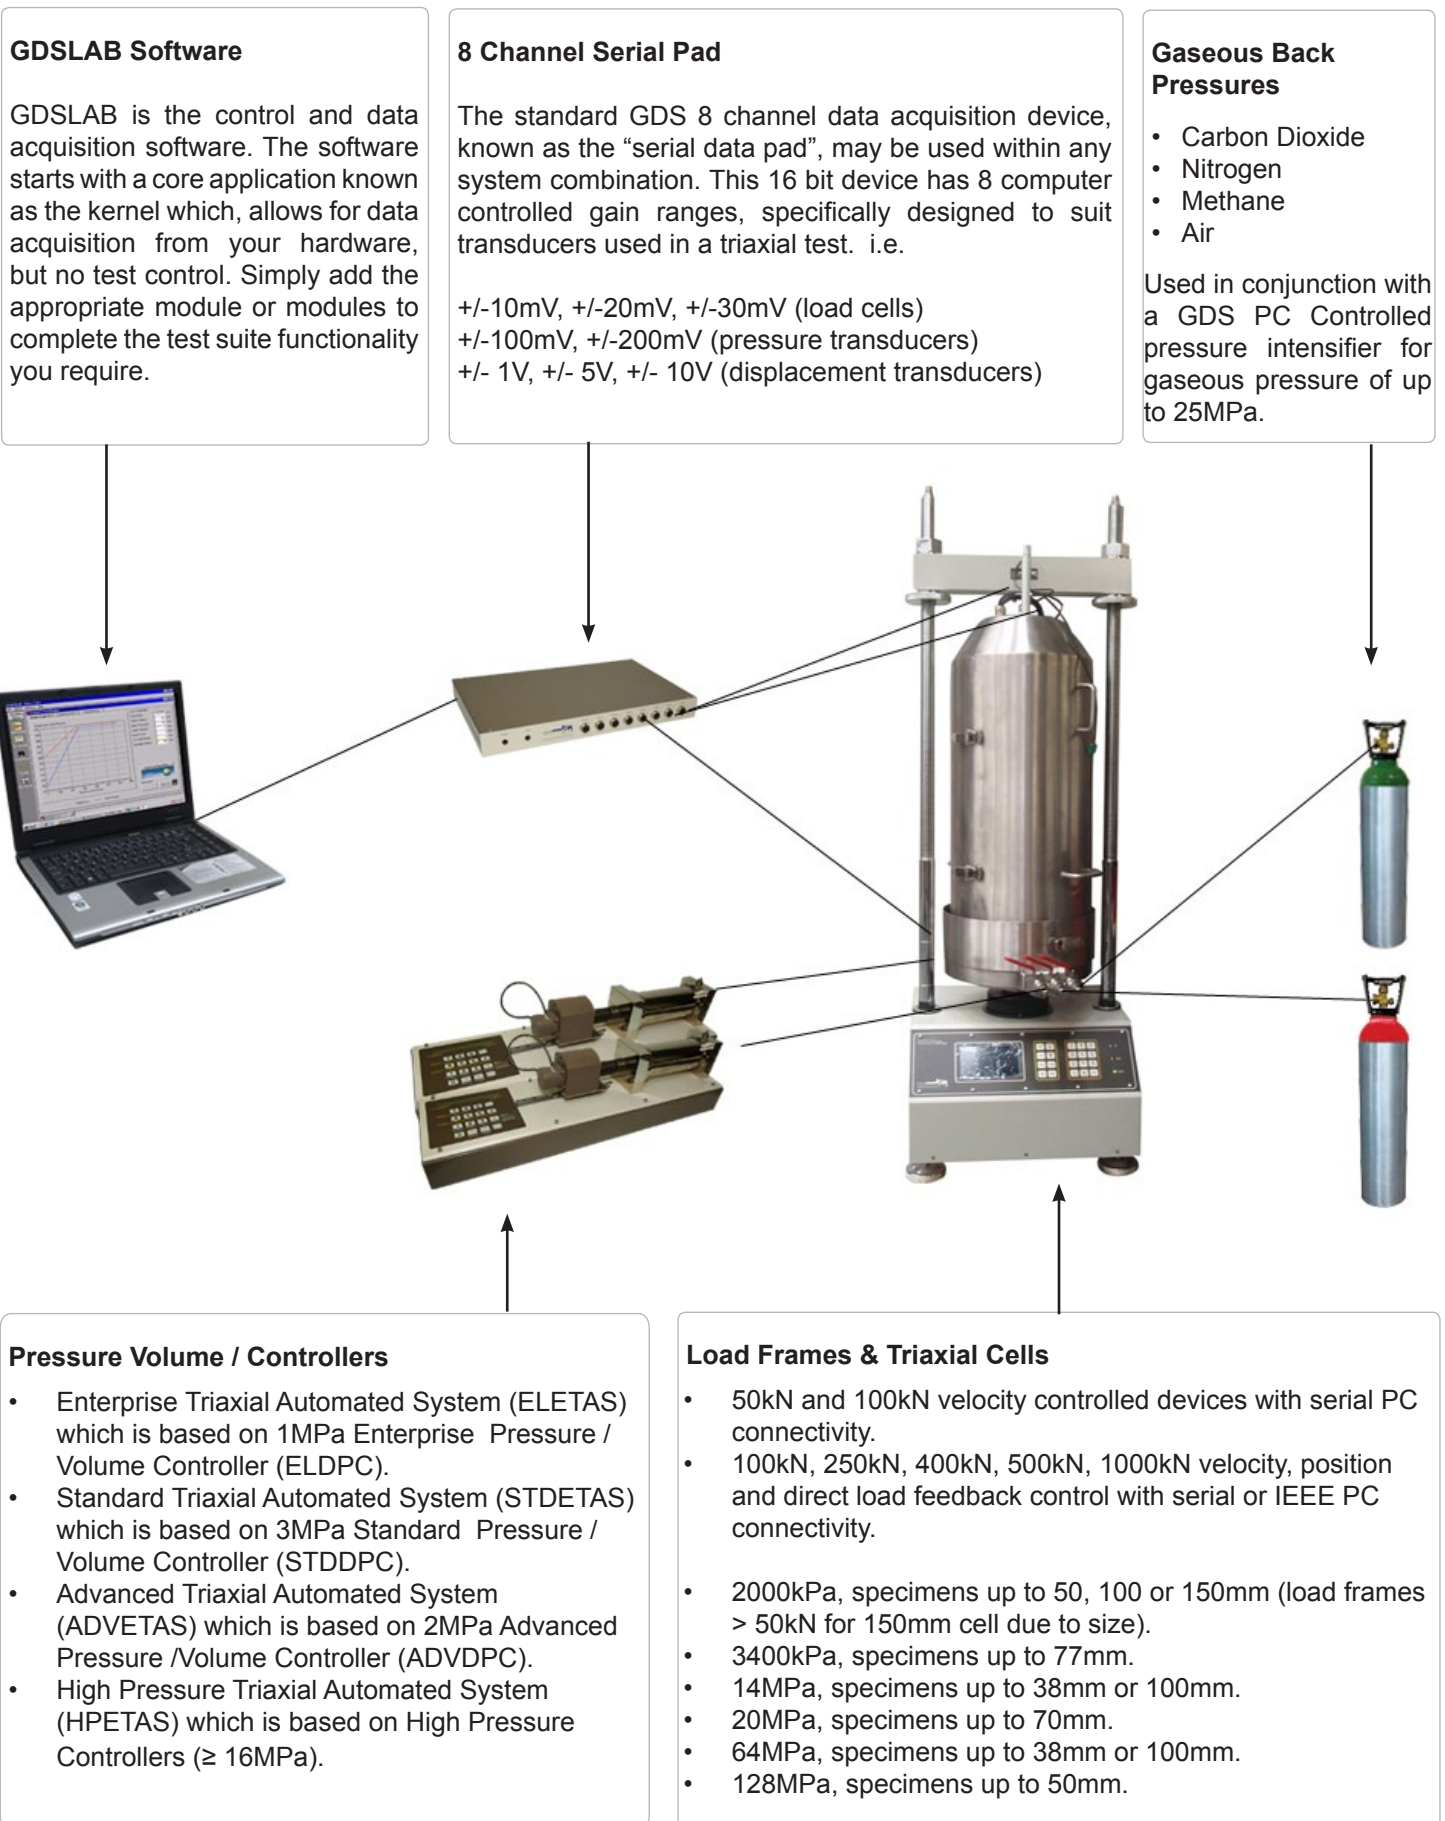 GDSLAB Software
GDSLAB is the control and data
acquisition software. The software
starts with a core application known
as the kernel which, allows for data
acquisition from your hardware,
but no test control. Simply add the
appropriate module or modules to
complete the test suite functionality
you require.
8 Channel Serial Pad
The standard GDS 8 channel data acquisition device,
known as the “serial data pad”, may be used within any
system combination. This 16 bit device has 8 computer
controlled gain ranges, specifically designed to suit
transducers used in a triaxial test. i.e.
+/-10mV, +/-20mV, +/-30mV (load cells)
+/-100mV, +/-200mV (pressure transducers)
+/- 1V, +/- 5V, +/- 10V (displacement transducers)
Gaseous Back
Pressures
• Carbon Dioxide
• Nitrogen
• Methane
• Air
Used in conjunction with
a GDS PC Controlled
pressure intensifier for
gaseous pressure of up
to 25MPa.
Pressure Volume / Controllers
• Enterprise Triaxial Automated System (ELETAS)
which is based on 1MPa Enterprise Pressure /
Volume Controller (ELDPC).
• Standard Triaxial Automated System (STDETAS)
which is based on 3MPa Standard Pressure /
Volume Controller (STDDPC).
• Advanced Triaxial Automated System
(ADVETAS) which is based on 2MPa Advanced
Pressure /Volume Controller (ADVDPC).
• High Pressure Triaxial Automated System
(HPETAS) which is based on High Pressure
Controllers (≥ 16MPa).
Load Frames & Triaxial Cells
• 50kN and 100kN velocity controlled devices with serial PC
connectivity.
• 100kN, 250kN, 400kN, 500kN, 1000kN velocity, position
and direct load feedback control with serial or IEEE PC
connectivity.
• 2000kPa, specimens up to 50, 100 or 150mm (load frames
> 50kN for 150mm cell due to size).
• 3400kPa, specimens up to 77mm.
• 14MPa, specimens up to 38mm or 100mm.
• 20MPa, specimens up to 70mm.
• 64MPa, specimens up to 38mm or 100mm.
• 128MPa, specimens up to 50mm.